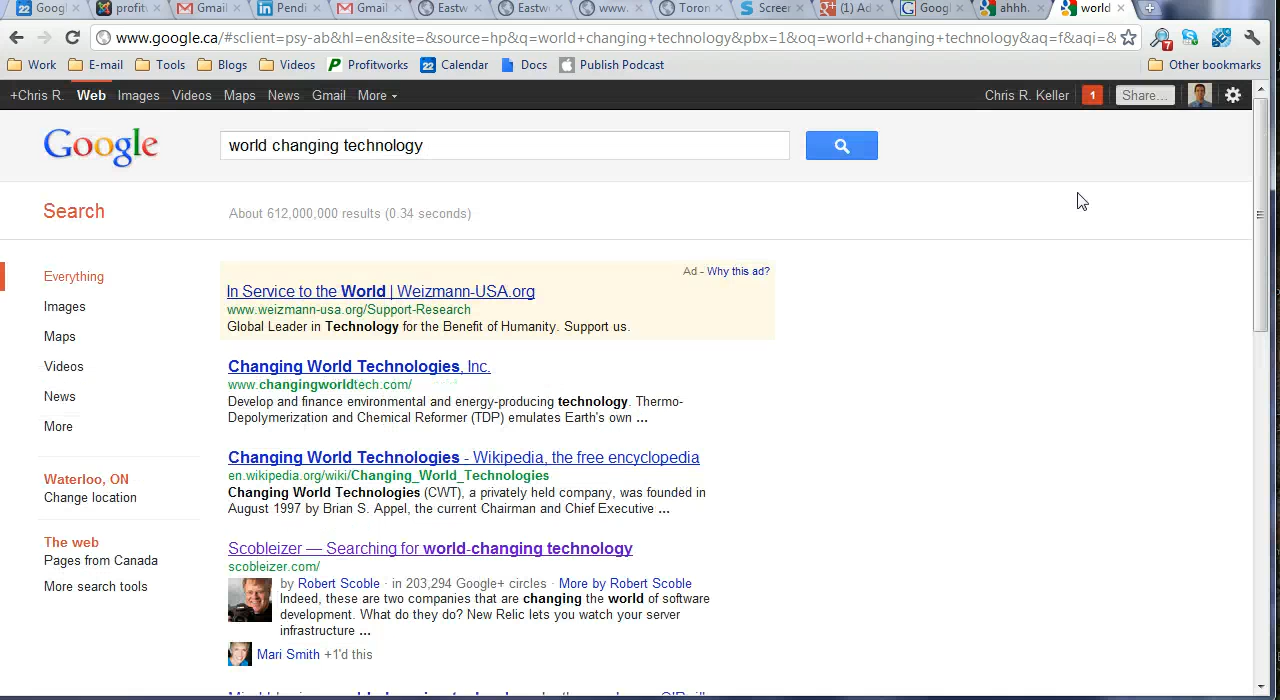 Googl profit Gmail Pendi Gmail Eastw Eastw www. Toron Screen (1) Ad Googl ahhh. world
www.google.ca/#sclient=psy-ab&hl=en&site=&source=hp&q=world+changing+technology&pbx=1&oq=world+changing+technology&aq=f&aqi=&
Work E-mail Tools Blogs Videos Profitworks 22 Calendar Docs Publish Podcast Other bookmarks
+Chris R. Web Images Videos Maps News Gmail More Chris R. Keller 1 Share...
Google world changing technology
Search About 612,000,000 results (0.34 seconds)
Everything
Images
Maps
Videos
News
More
Waterloo, ON
Change location
The web
Pages from Canada
More search tools
Ad - Why this ad?
In Service to the World | Weizmann-USA.org
www.weizmann-usa.org/Support-Research
Global Leader in Technology for the Benefit of Humanity. Support us.
Changing World Technologies, Inc.
www.changingworldtech.com/
Develop and finance environmental and energy-producing technology. Thermo-
Depolymerization and Chemical Reformer (TDP) emulates Earth's own ...
Changing World Technologies - Wikipedia, the free encyclopedia
en.wikipedia.org/wiki/Changing_World_Technologies
Changing World Technologies (CWT), a privately held company, was founded in
August 1997 by Brian S. Appel, the current Chairman and Chief Executive ...
Scobleizer — Searching for world-changing technology
scobleizer.com/
by Robert Scoble · in 203,294 Google+ circles · More by Robert Scoble
Indeed, these are two companies that are changing the world of software
development. What do they do? New Relic lets you watch your server
infrastructure ...
Mari Smith +1'd this